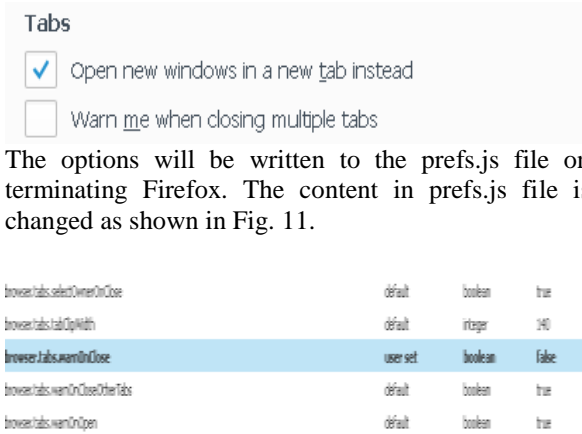 Tabs
Open new windows in a new tab instead
Warn me when closing multiple tabs
The options will be written to the prefs.js file on
terminating Firefox. The content in prefs.js file is
changed as shown in Fig. 11.
browser.tabs.selectOwnerOnClose default boolean true
browser.tabs.tabClipWidth default integer 140
browser.tabs.warnOnClose user set boolean false
browser.tabs.warnOnCloseOtherTabs default boolean true
browser.tabs.warnOnOpen default boolean true